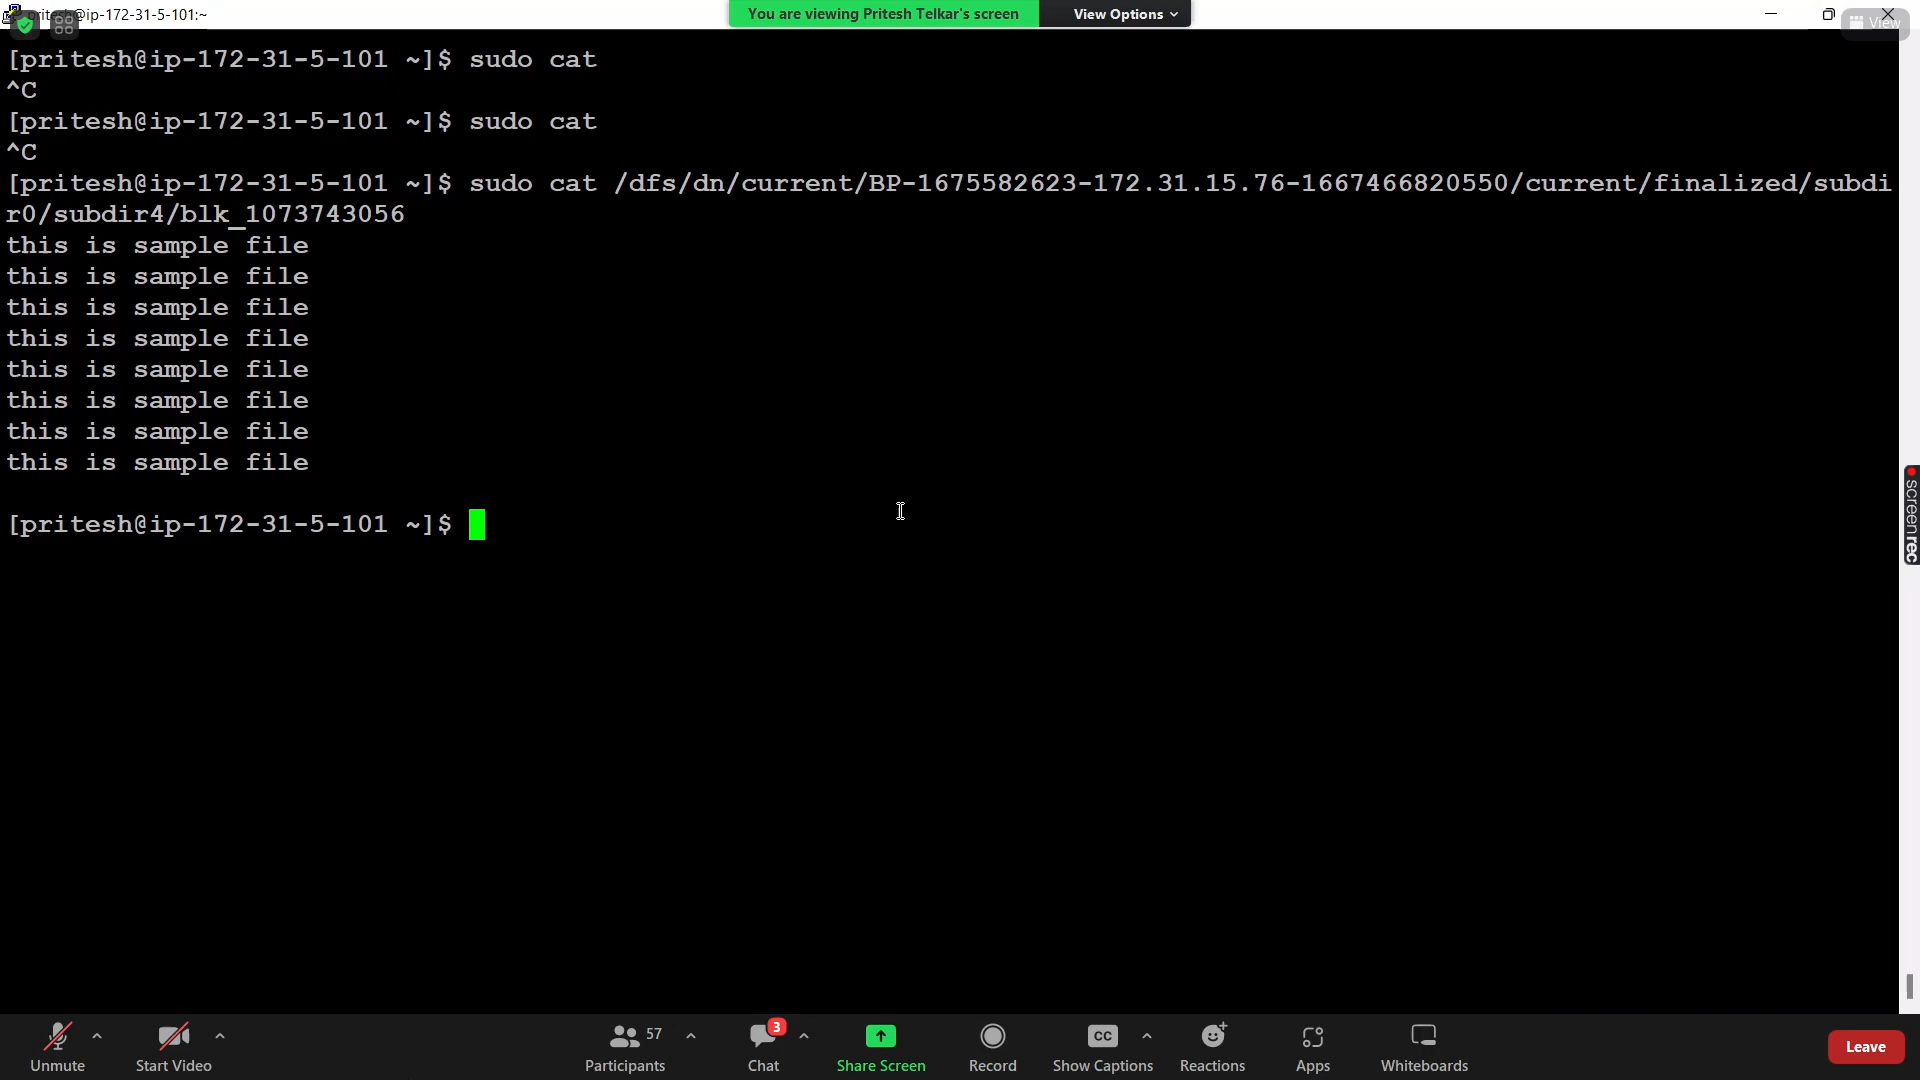 pritesh@ip-172-31-5-101:~
You are viewing Pritesh Telkar's screen
View Options
View
[pritesh@ip-172-31-5-101 ~]$ sudo cat
^C
[pritesh@ip-172-31-5-101 ~]$ sudo cat
^C
[pritesh@ip-172-31-5-101 ~]$ sudo cat /dfs/dn/current/BP-1675582623-172.31.15.76-1667466820550/current/finalized/subdi
r0/subdir4/blk_1073743056
this is sample file
this is sample file
this is sample file
this is sample file
this is sample file
this is sample file
this is sample file
this is sample file
[pritesh@ip-172-31-5-101 ~]$
screenrec
Unmute
Start Video
57
Participants
3
Chat
Share Screen
Record
CC
Show Captions
Reactions
Apps
Whiteboards
Leave